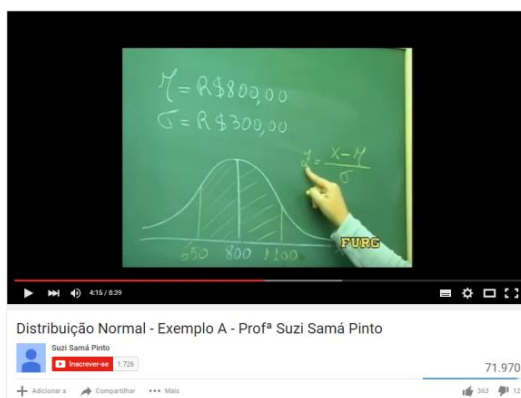 μ = R$800,00
σ = R$300,00
z = X-μ
σ
650 800 1100
FURG
4:15 / 8:39
Distribuição Normal - Exemplo A - Profª Suzi Samá Pinto
Suzi Samá Pinto
Inscrever-se 1.726
71.970
Adicionar a Compartilhar Mais 363